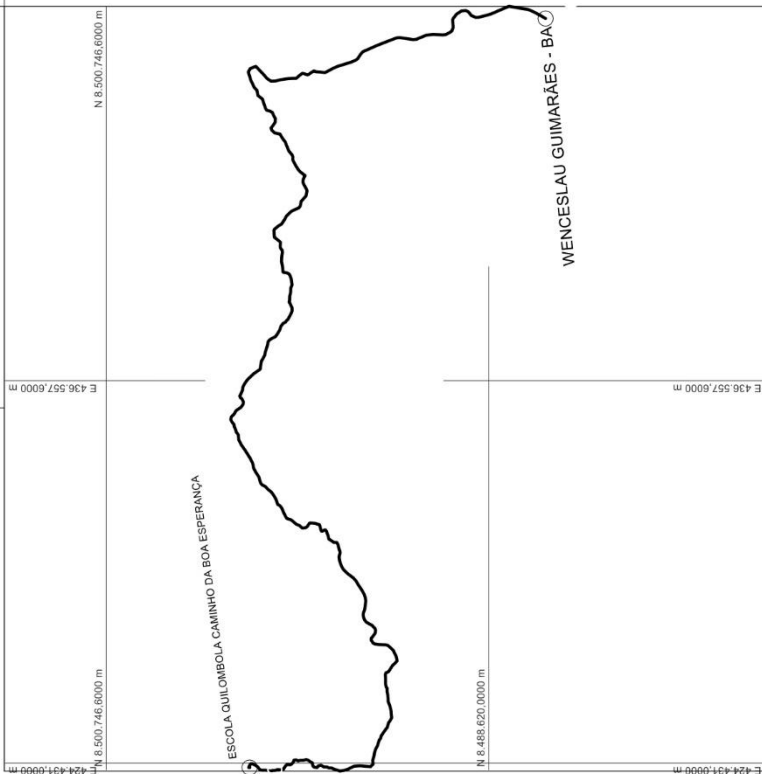 N 8.500.746,6000 m
WENCESLAU GUIMARÃES - BA
E 436.557,6000 m
E 436.557,6000 m
ESCOLA QUILOMBOLA CAMINHO DA BOA ESPERANÇA
N 8.500.746,6000 m
N 8.488.620,0000 m
E 424.431,0000 m
E 424.431,0000 m